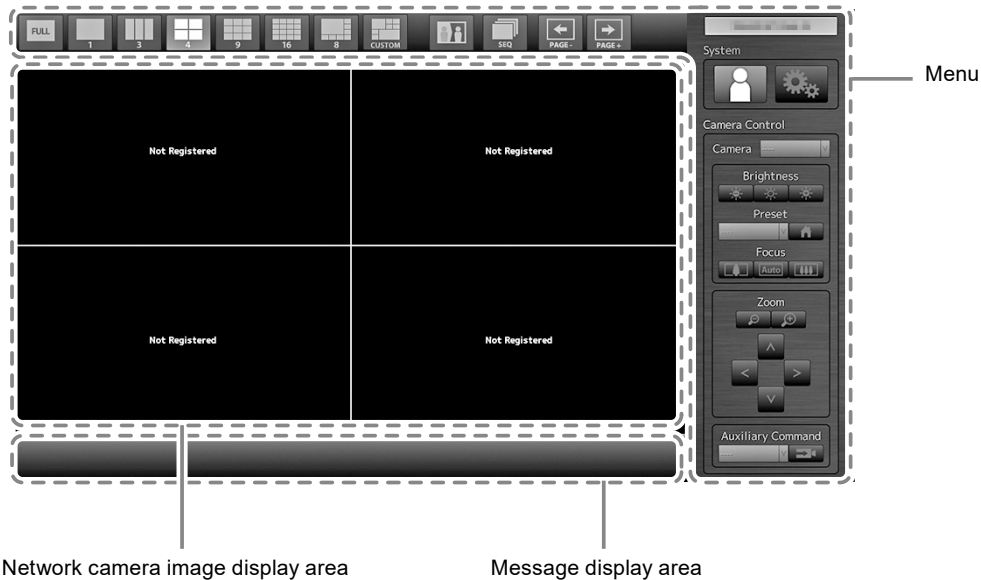 FULL
1
3
4
9
16
8
CUSTOM
SEQ
PAGE-
PAGE+
System
Menu
Camera Control
Camera
Not Registered
Not Registered
Brightness
Preset
Focus
Auto
Zoom
Not Registered
Not Registered
Auxiliary Command
Network camera image display area
Message display area